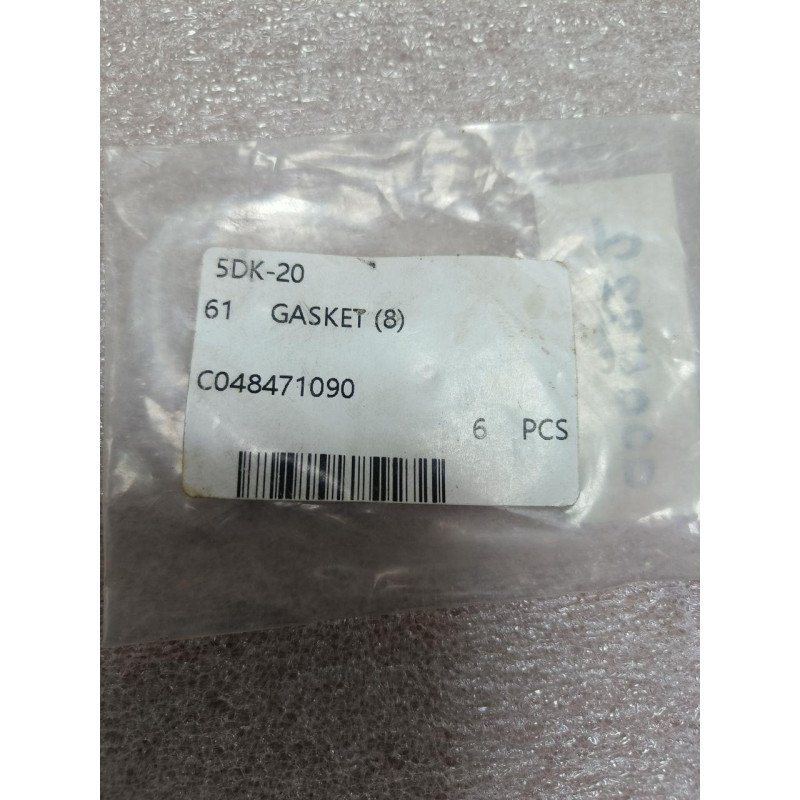 5DK-20
61 GASKET (8)
C048471090
6 PCS